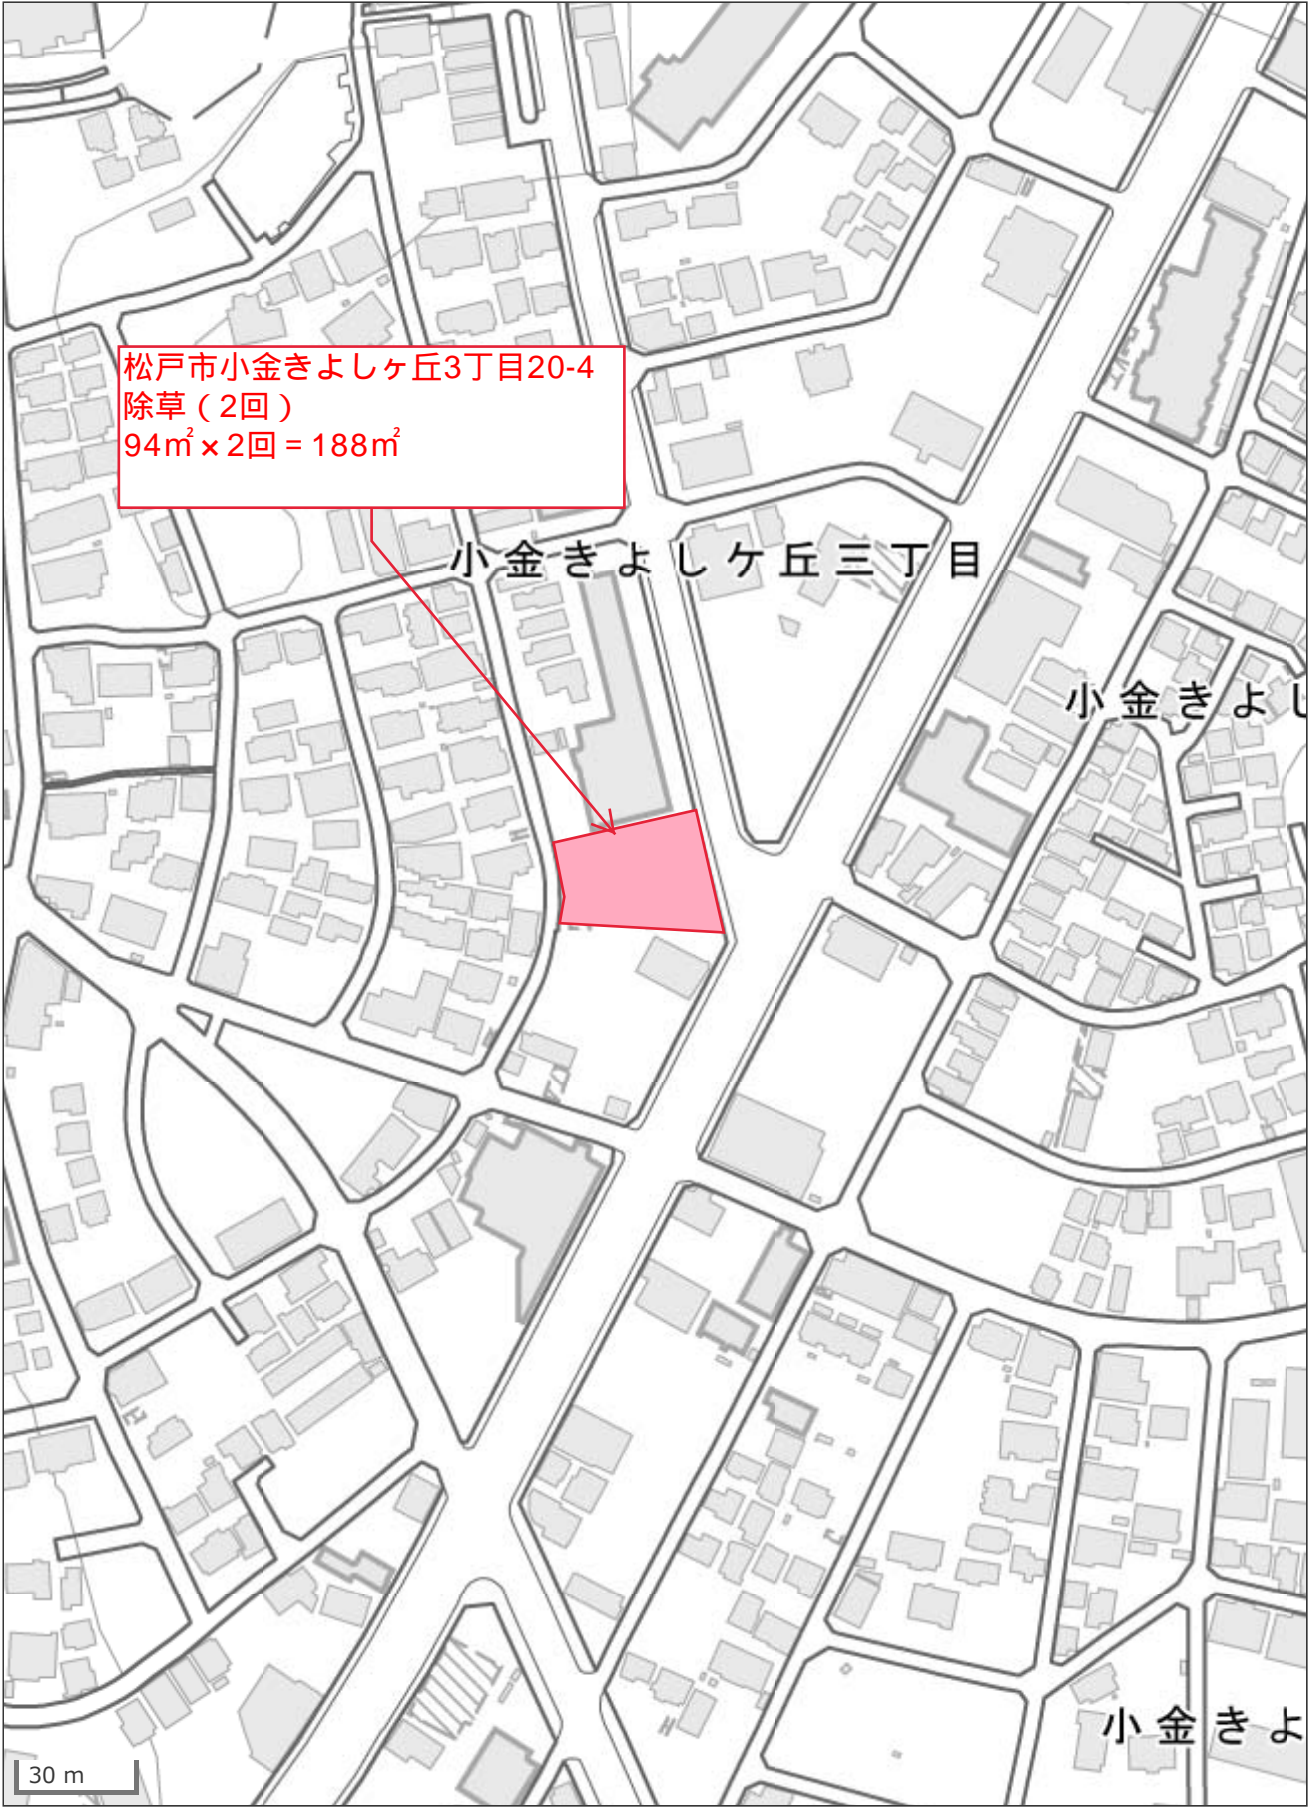 松戸市小金きよしヶ丘3丁目20-4
除草（2回）
94㎡×2回=188㎡
小金きよしケ丘三丁目
小金きよし
小金きよ
30 m